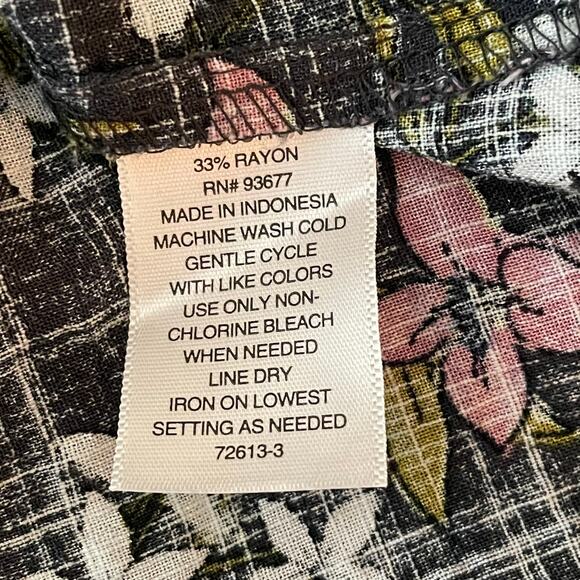 33% RAYON
RN# 93677
MADE IN INDONESIA
MACHINE WASH COLD
GENTLE CYCLE
WITH LIKE COLORS
USE ONLY NON-
CHLORINE BLEACH
WHEN NEEDED
LINE DRY
IRON ON LOWEST
SETTING AS NEEDED
72613-3